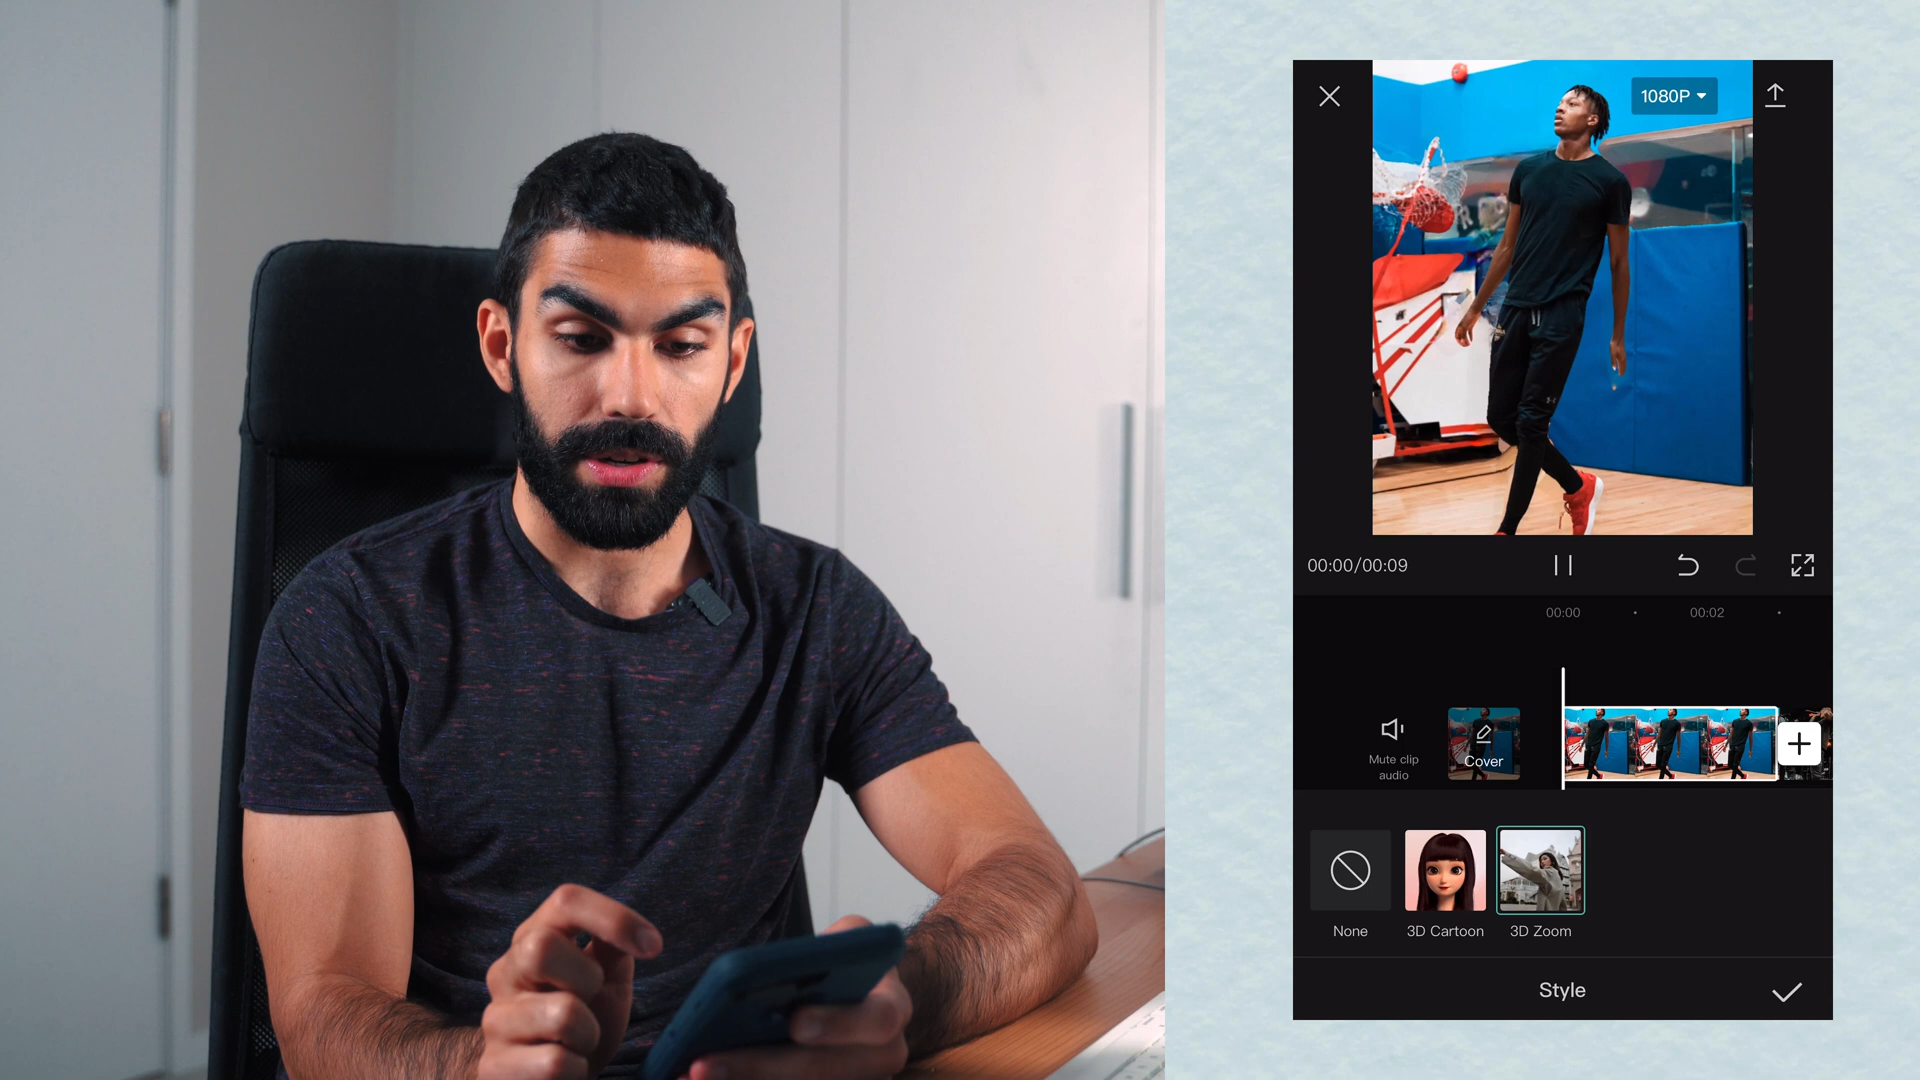 1080P
00:00/00:09
00:00
00:02
Mute clip
audio
Cover
None
3D Cartoon
3D Zoom
Style